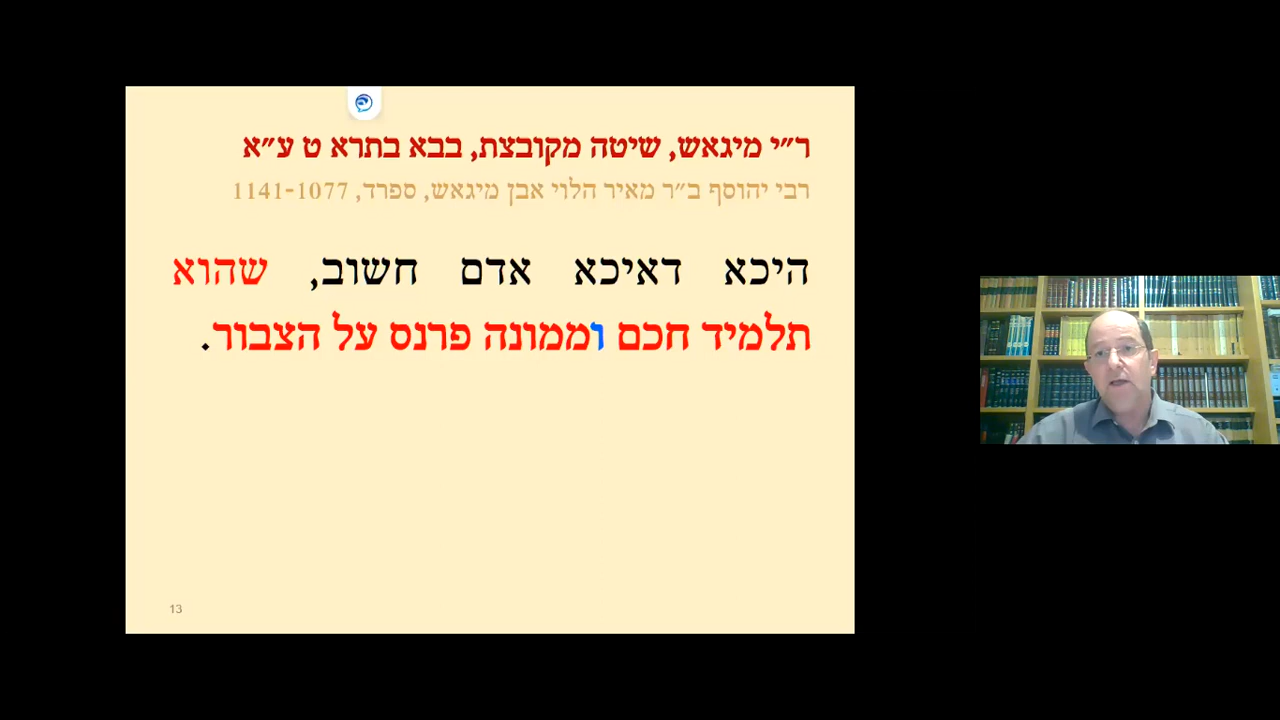 ר״י מיגאש, שיטה מקובצת, בבא בתרא ט ע״א
רבי יהוסף ב״ר מאיר הלוי אבן מיגאש, ספרד, 1141-1077
היכא דאיכא אדם חשוב, שהוא
תלמיד חכם וממונה פרנס על הצבור.
13